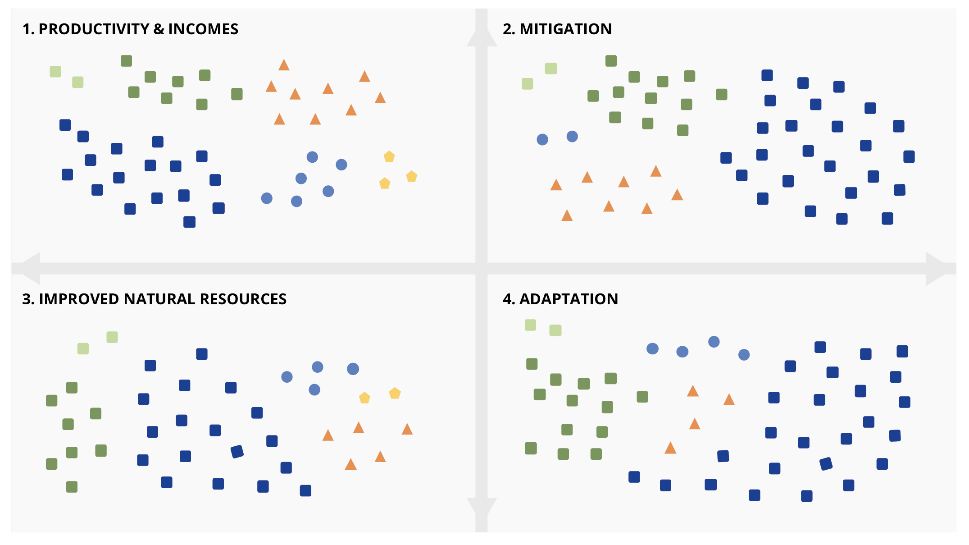 1. PRODUCTIVITY & INCOMES
2. MITIGATION
3. IMPROVED NATURAL RESOURCES
4. ADAPTATION